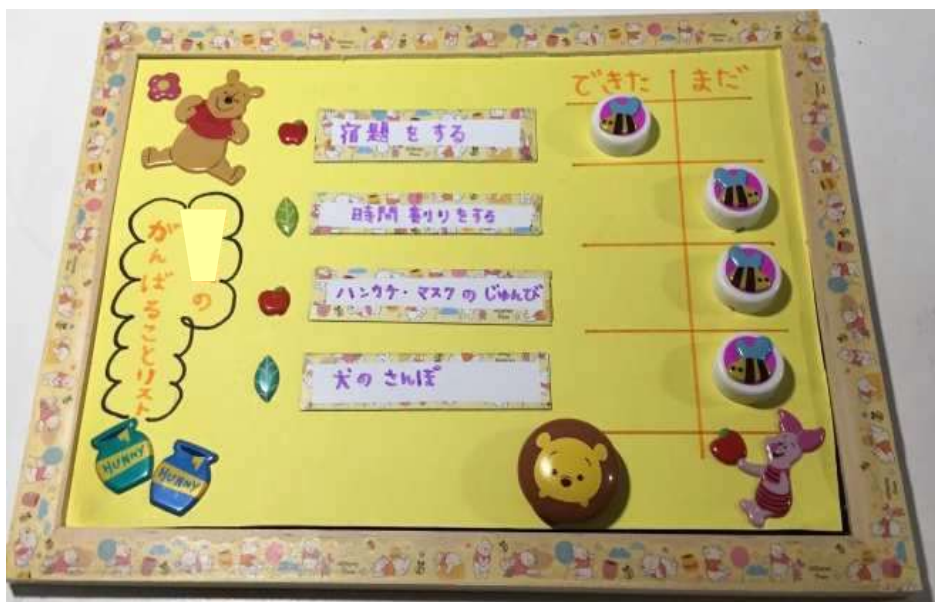 できた まだ
宿題 を する
時間割りをする
ハンカチ・マスクのじゅんび
犬の さんぽ
の
がんばることリスト
HUNNY
HUNNY